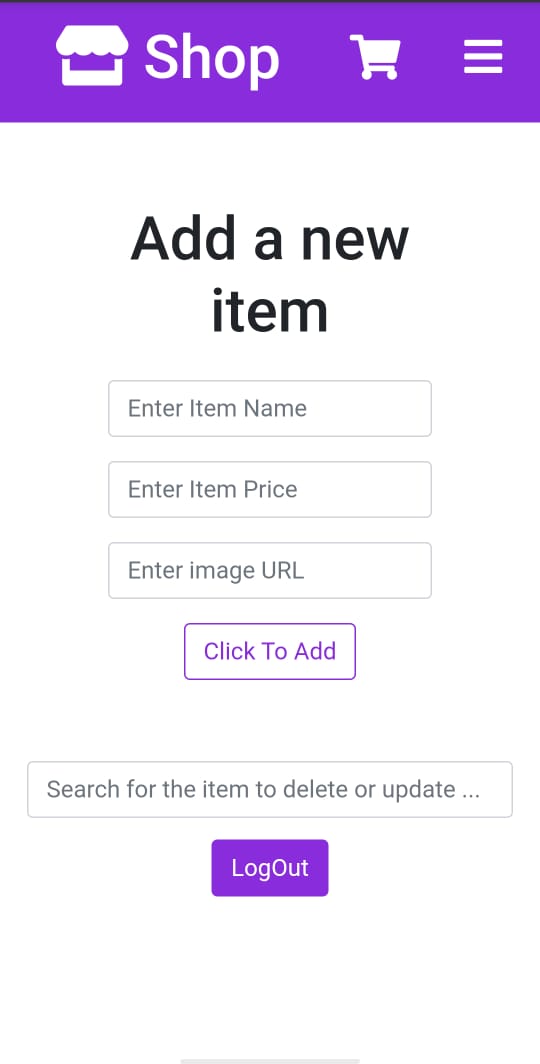 Shop
Add a new
item
Enter Item Name
Enter Item Price
Enter image URL
Click To Add
Search for the item to delete or update ...
LogOut